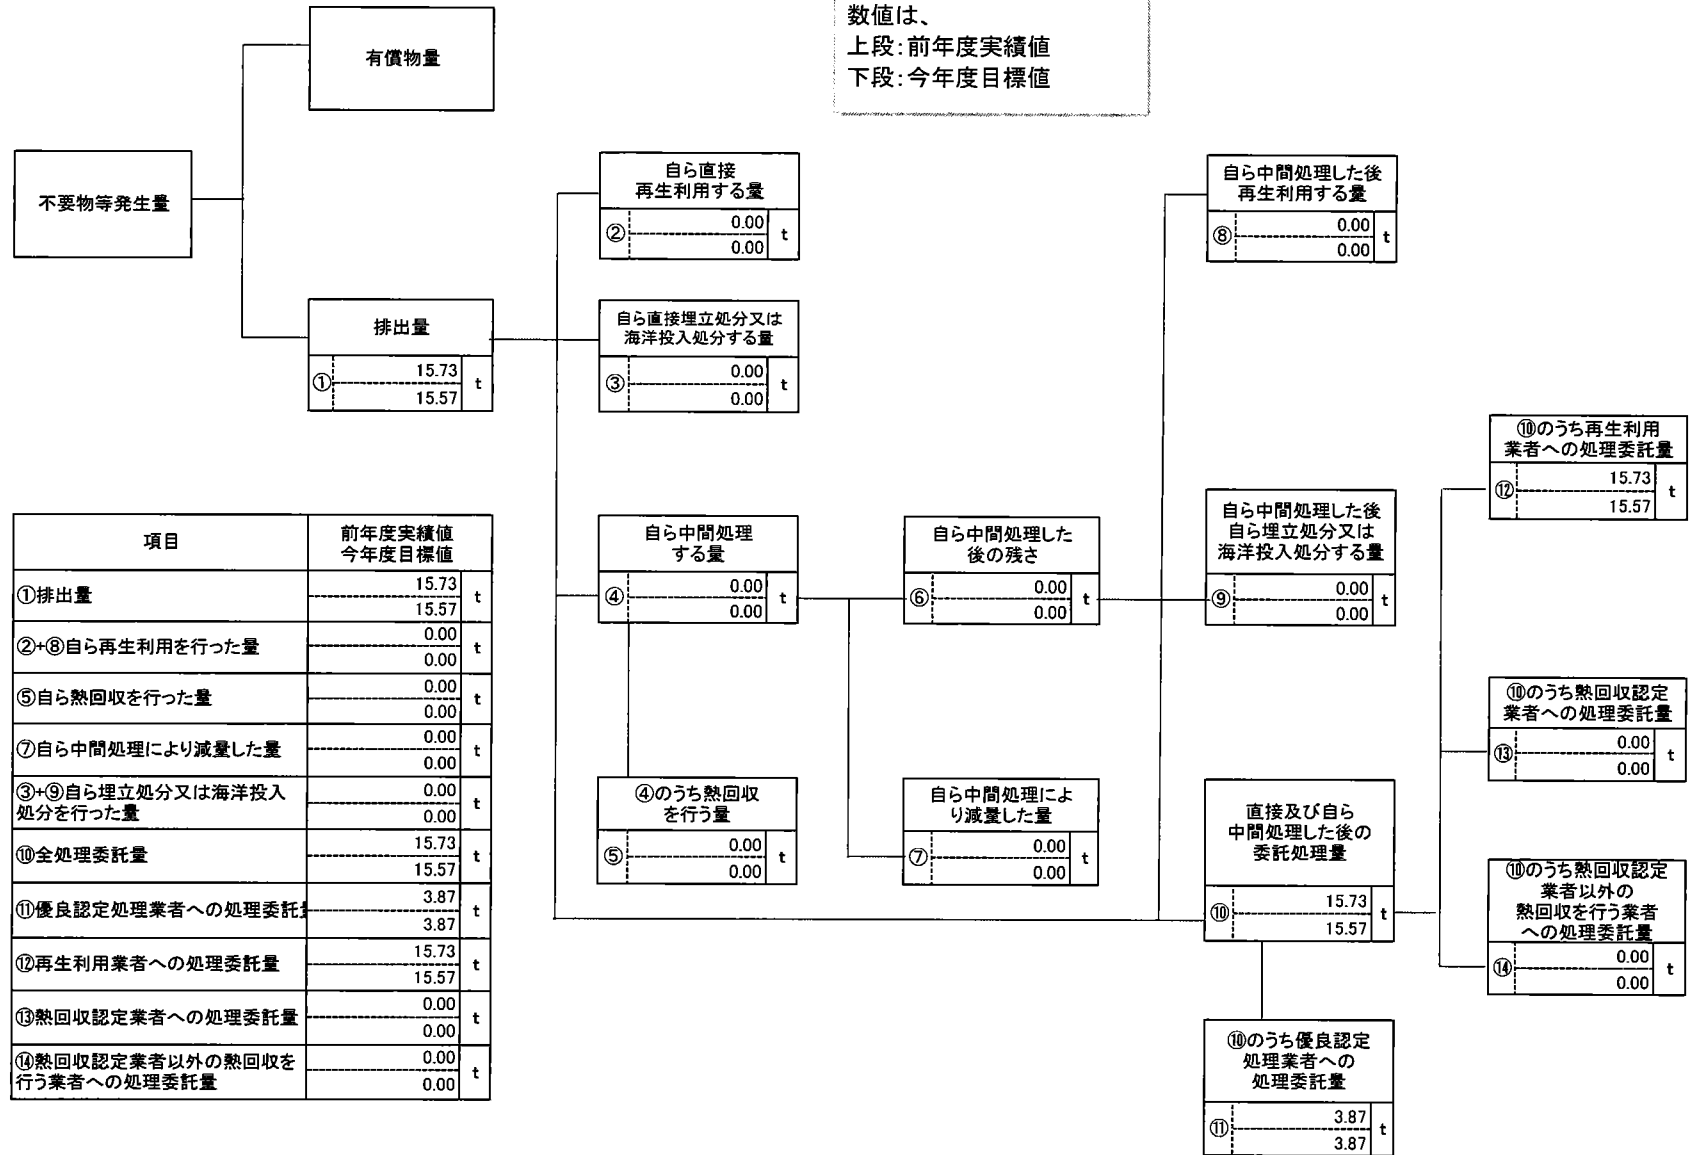 数値は、
上段：前年度実績値
下段：今年度目標値
有償物量
不要物等発生量
排出量
① 15.73 t
15.57
自ら直接
再生利用する量
② 0.00 t
0.00
自ら直接埋立処分又は
海洋投入処分する量
③ 0.00 t
0.00
自ら中間処理
する量
④ 0.00 t
0.00
④のうち熱回収
を行う量
⑤ 0.00 t
0.00
自ら中間処理した
後の残さ
⑥ 0.00 t
0.00
自ら中間処理によ
り減量した量
⑦ 0.00 t
0.00
自ら中間処理した後
再生利用する量
⑧ 0.00 t
0.00
自ら中間処理した後
自ら埋立処分又は
海洋投入処分する量
⑨ 0.00 t
0.00
直接及び自ら
中間処理した後の
委託処理量
⑩ 15.73 t
15.57
⑩のうち優良認定
処理業者への
処理委託量
⑪ 3.87 t
3.87
⑩のうち再生利用
業者への処理委託量
⑫ 15.73 t
15.57
⑩のうち熱回収認定
業者への処理委託量
⑬ 0.00 t
0.00
⑩のうち熱回収認定
業者以外の
熱回収を行う業者
への処理委託量
⑭ 0.00 t
0.00
項目 前年度実績値
今年度目標値
①排出量 15.73 t
15.57
②+⑧自ら再生利用を行った量 0.00 t
0.00
⑤自ら熱回収を行った量 0.00 t
0.00
⑦自ら中間処理により減量した量 0.00 t
0.00
③+⑨自ら埋立処分又は海洋投入
処分を行った量 0.00 t
0.00
⑩全処理委託量 15.73 t
15.57
⑪優良認定処理業者への処理委託 3.87 t
3.87
⑫再生利用業者への処理委託量 15.73 t
15.57
⑬熱回収認定業者への処理委託量 0.00 t
0.00
⑭熱回収認定業者以外の熱回収を
行う業者への処理委託量 0.00 t
0.00